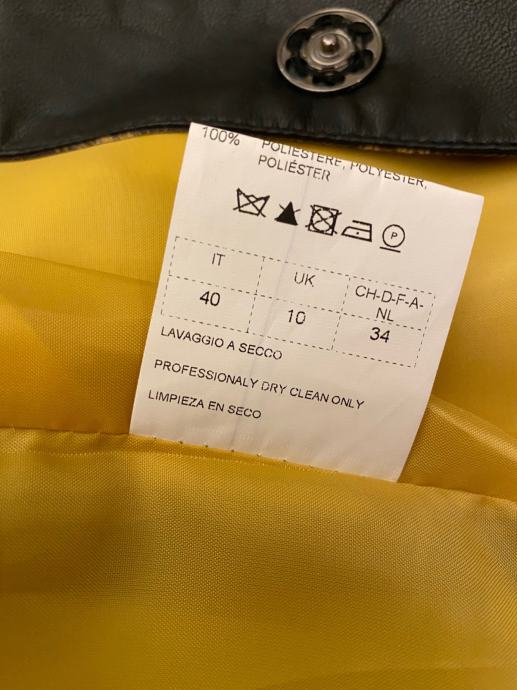 100% POLIESTERE, POLYESTER,
POLIÉSTER
P
IT UK CH-D-F-A-NL
40 10 34
LAVAGGIO A SECCO
PROFESSIONALY DRY CLEAN ONLY
LIMPIEZA EN SECO